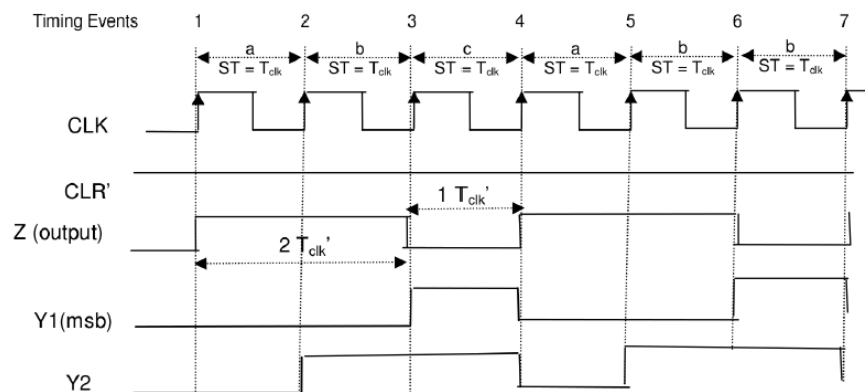 Timing Events 1 2 3 4 5 6 7
a b c a b b
ST = Tclk ST = Tclk ST = Tclk ST = Tclk ST = Tclk ST = Tclk
CLK
CLR'
1 Tclk'
Z (output)
2 Tclk'
Y1(msb)
Y2